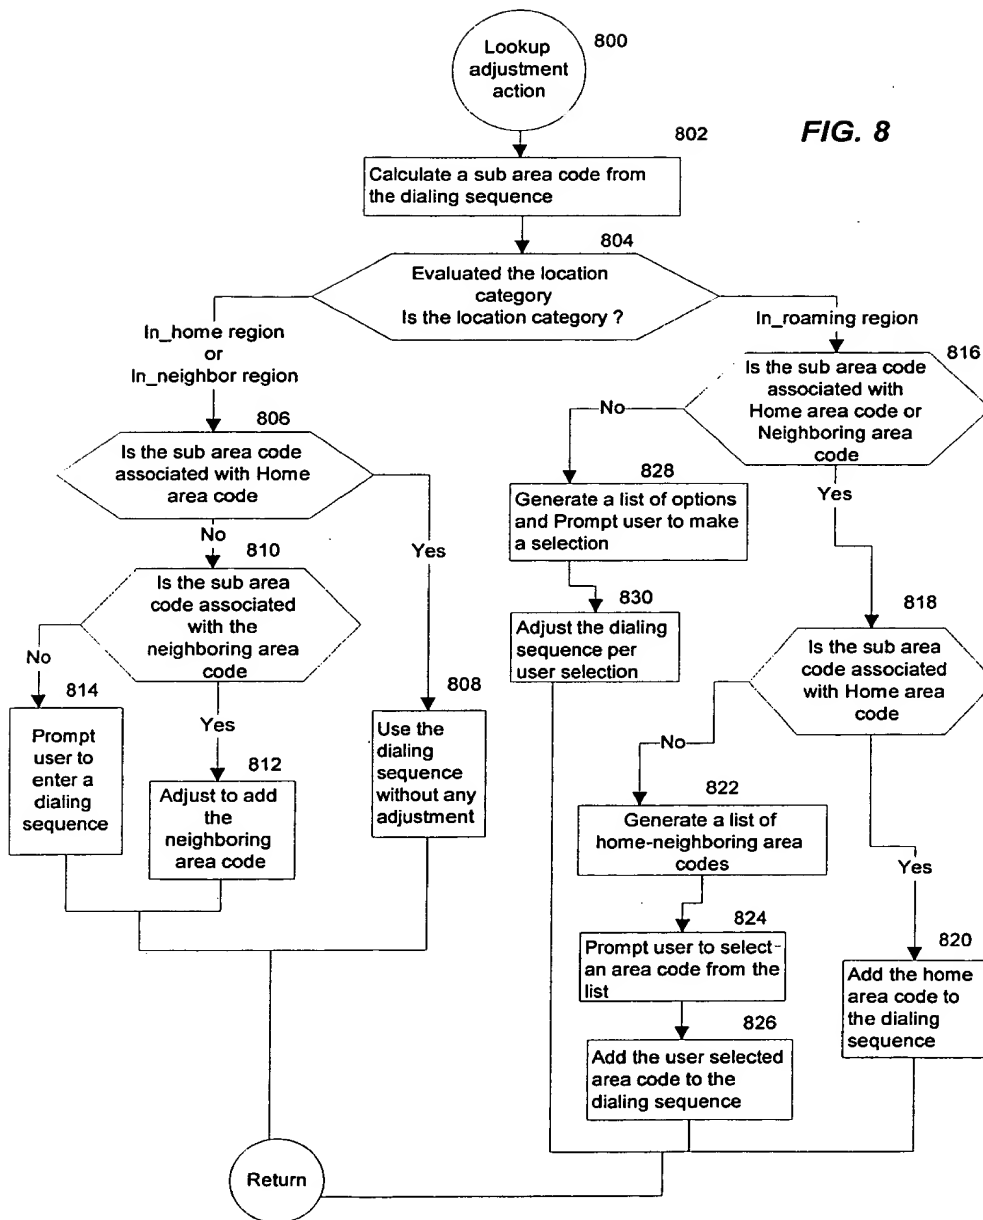 800
Lookup
adjustment
action
FIG. 8
802
Calculate a sub area code from
the dialing sequence
804
Evaluated the location
category
Is the location category ?
In_home region
or
In_neighbor region
In_roaming region
816
Is the sub area code
associated with
Home area code or
Neighboring area
code
No
Yes
806
Is the sub area code
associated with Home
area code
No
Yes
828
Generate a list of options
and Prompt user to make
a selection
810
Is the sub area
code associated
with the
neighboring area
code
No
Yes
830
Adjust the dialing
sequence per
user selection
818
Is the sub area
code associated
with Home area
code
No
Yes
814
Prompt
user to
enter a
dialing
sequence
812
Adjust to add
the
neighboring
area code
808
Use the
dialing
sequence
without any
adjustment
822
Generate a list of
home-neighboring area
codes
824
Prompt user to select
an area code from the
list
820
Add the home
area code to
the dialing
sequence
826
Add the user selected
area code to the
dialing sequence
Return